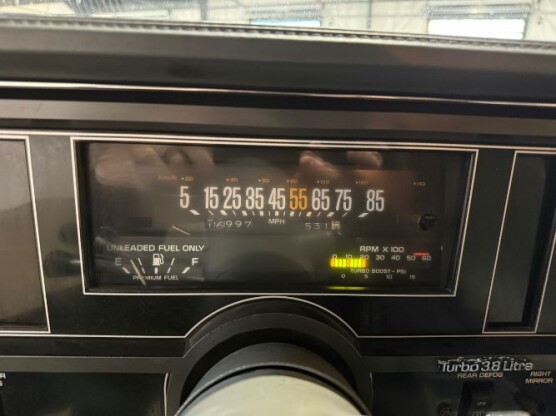 5 15 25 35 45 55 65 75 85
MPH
116997 531
UNLEADED FUEL ONLY
E F
PREMIUM FUEL
RPM X 100
0 10 20 30 40 50 60
TURBO BOOST - PSI
0 5 10 15
Turbo 3.8 Litre
REAR DEFOG
RIGHT
MIRROR